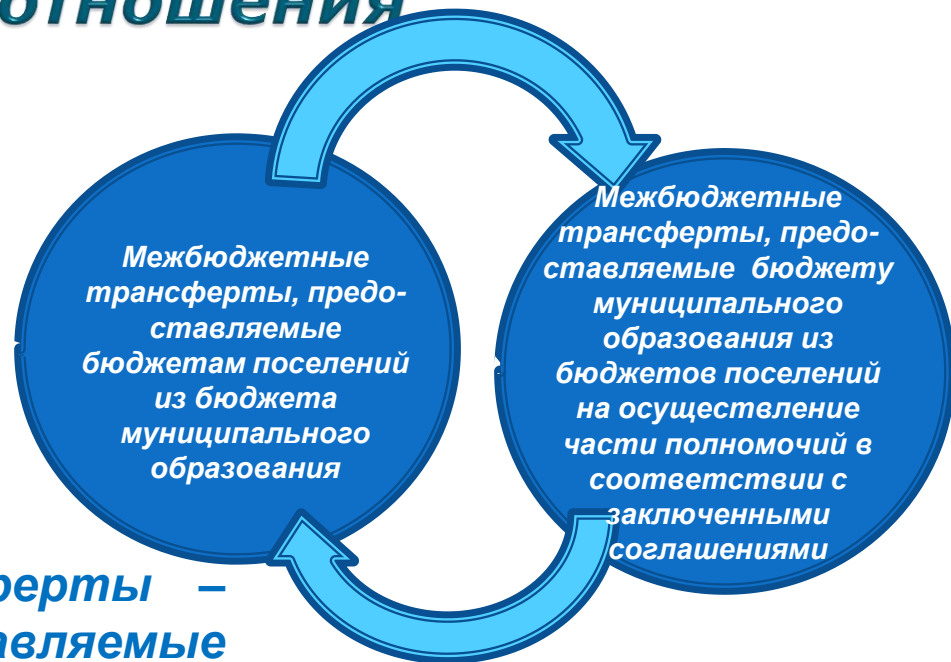 отношения
Межбюджетные
трансферты, предо-
ставляемые
бюджетам поселений
из бюджета
муниципального
образования
Межбюджетные
трансферты, предо-
ставляемые бюджету
муниципального
образования из
бюджетов поселений
на осуществление
части полномочий в
соответствии с
заключенными
соглашениями
ферты –
авляемые